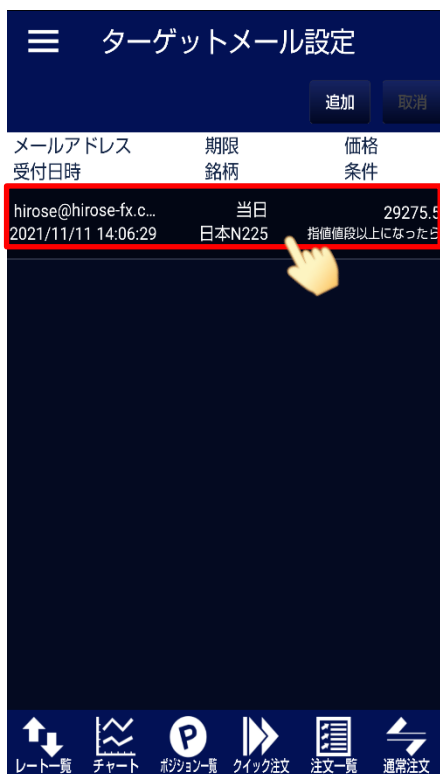 ターゲットメール設定
追加 取消
メールアドレス 期限 価格
受付日時 銘柄 条件
hirose@hirose-fx.c... 当日 29275.5
2021/11/11 14:06:29 日本N225 指値値段以上になったら
P
レート一覧 チャート ポジション一覧 クイック注文 注文一覧 通常注文